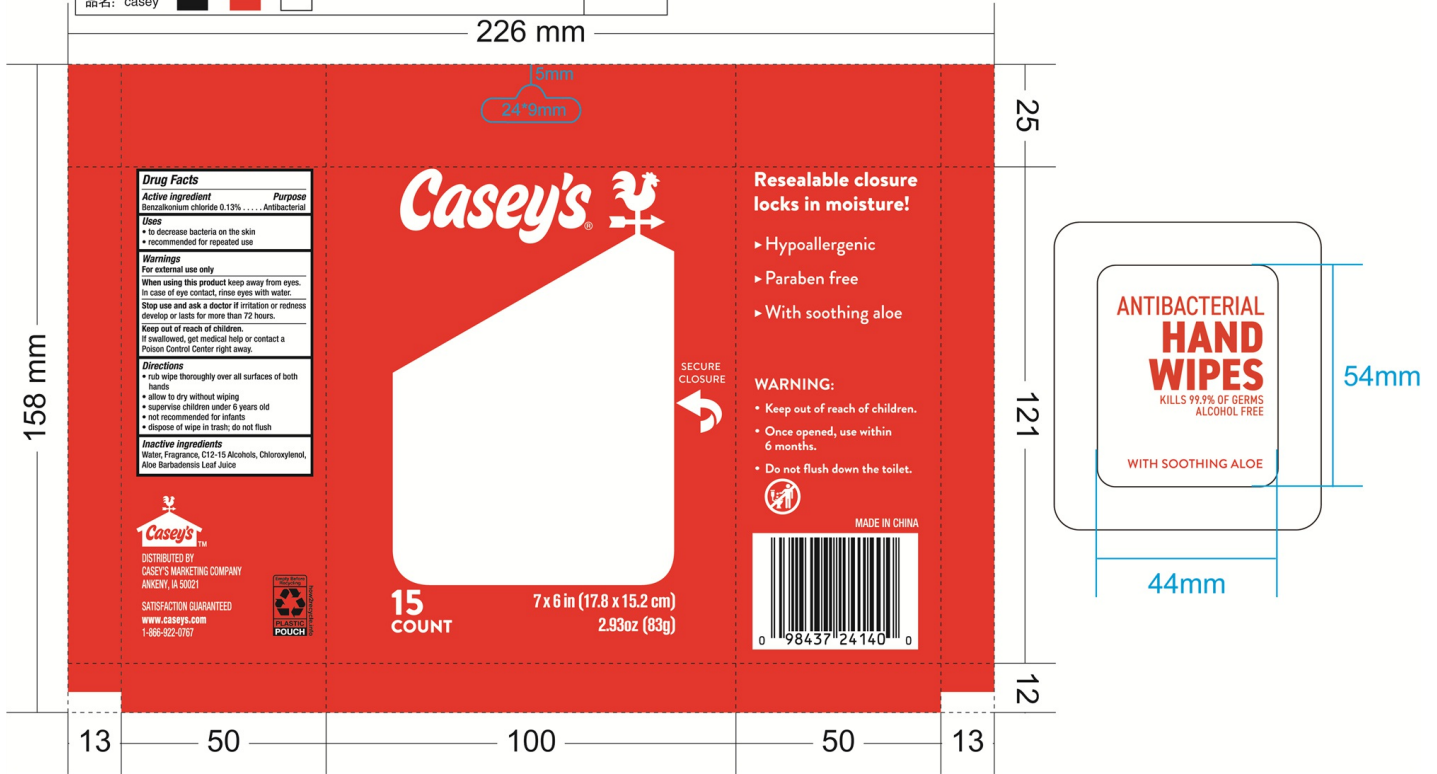 品名：casey
226 mm
5mm
24*9mm
25
158 mm
121
12
13
50
100
50
13
Drug Facts
Active ingredient Purpose
Benzalkonium chloride 0.13% . . . . . Antibacterial
Uses
• to decrease bacteria on the skin
• recommended for repeated use
Warnings
For external use only
When using this product keep away from eyes.
In case of eye contact, rinse eyes with water.
Stop use and ask a doctor if irritation or redness
develop or lasts for more than 72 hours.
Keep out of reach of children.
If swallowed, get medical help or contact a
Poison Control Center right away.
Directions
• rub wipe thoroughly over all surfaces of both
hands
• allow to dry without wiping
• supervise children under 6 years old
• not recommended for infants
• dispose of wipe in trash; do not flush
Inactive ingredients
Water, Fragrance, C12-15 Alcohols, Chloroxylenol,
Aloe Barbadensis Leaf Juice
Casey's TM
DISTRIBUTED BY
CASEY'S MARKETING COMPANY
ANKENY, IA 50021
SATISFACTION GUARANTEED
www.caseys.com
1-866-922-0767
Recycling
PLASTIC
POUCH
how2recycle.info
Casey's®
SECURE
CLOSURE
15
COUNT
7 x 6 in (17.8 x 15.2 cm)
2.93oz (83g)
Resealable closure
locks in moisture!
▸ Hypoallergenic
▸ Paraben free
▸ With soothing aloe
WARNING:
• Keep out of reach of children.
• Once opened, use within
6 months.
• Do not flush down the toilet.
MADE IN CHINA
0 98437 24140 0
ANTIBACTERIAL
HAND
WIPES
KILLS 99.9% OF GERMS
ALCOHOL FREE
WITH SOOTHING ALOE
54mm
44mm